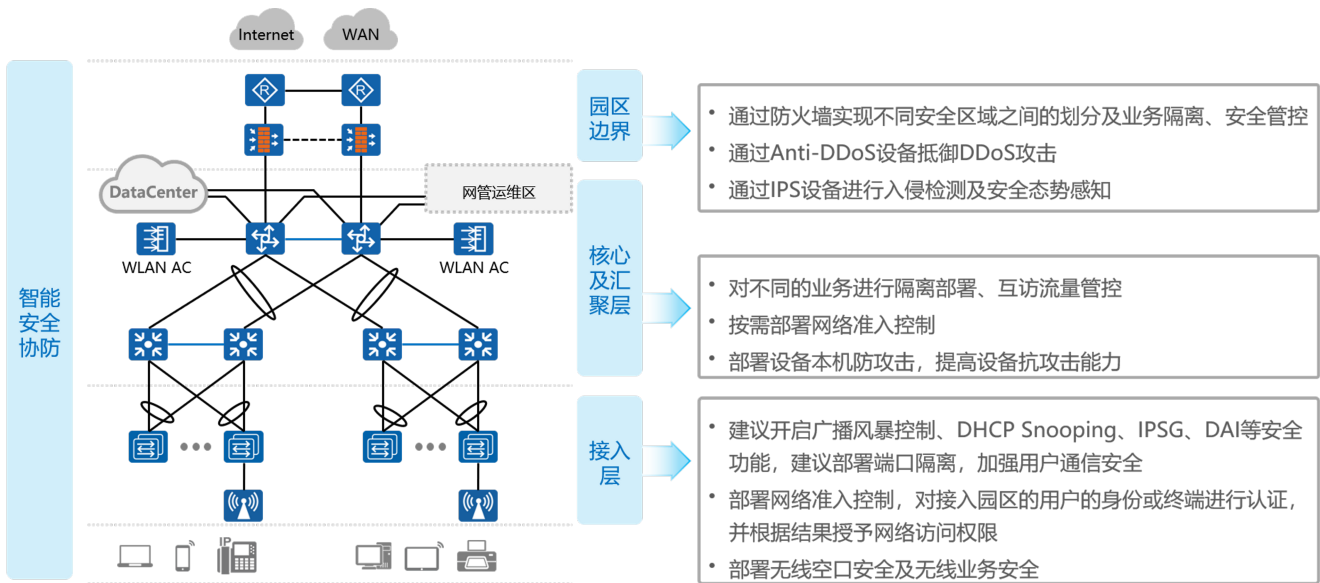 Internet
WAN
R
R
DataCenter
网管运维区
WLAN AC
WLAN AC
IP
智能
安全
协防
园区
边界
• 通过防火墙实现不同安全区域之间的划分及业务隔离、安全管控
• 通过Anti-DDoS设备抵御DDoS攻击
• 通过IPS设备进行入侵检测及安全态势感知
核心
及汇
聚层
• 对不同的业务进行隔离部署、互访流量管控
• 按需部署网络准入控制
• 部署设备本机防攻击，提高设备抗攻击能力
接入
层
• 建议开启广播风暴控制、DHCP Snooping、IPSG、DAI等安全
功能，建议部署端口隔离，加强用户通信安全
• 部署网络准入控制，对接入园区的用户的身份或终端进行认证，
并根据结果授予网络访问权限
• 部署无线空口安全及无线业务安全